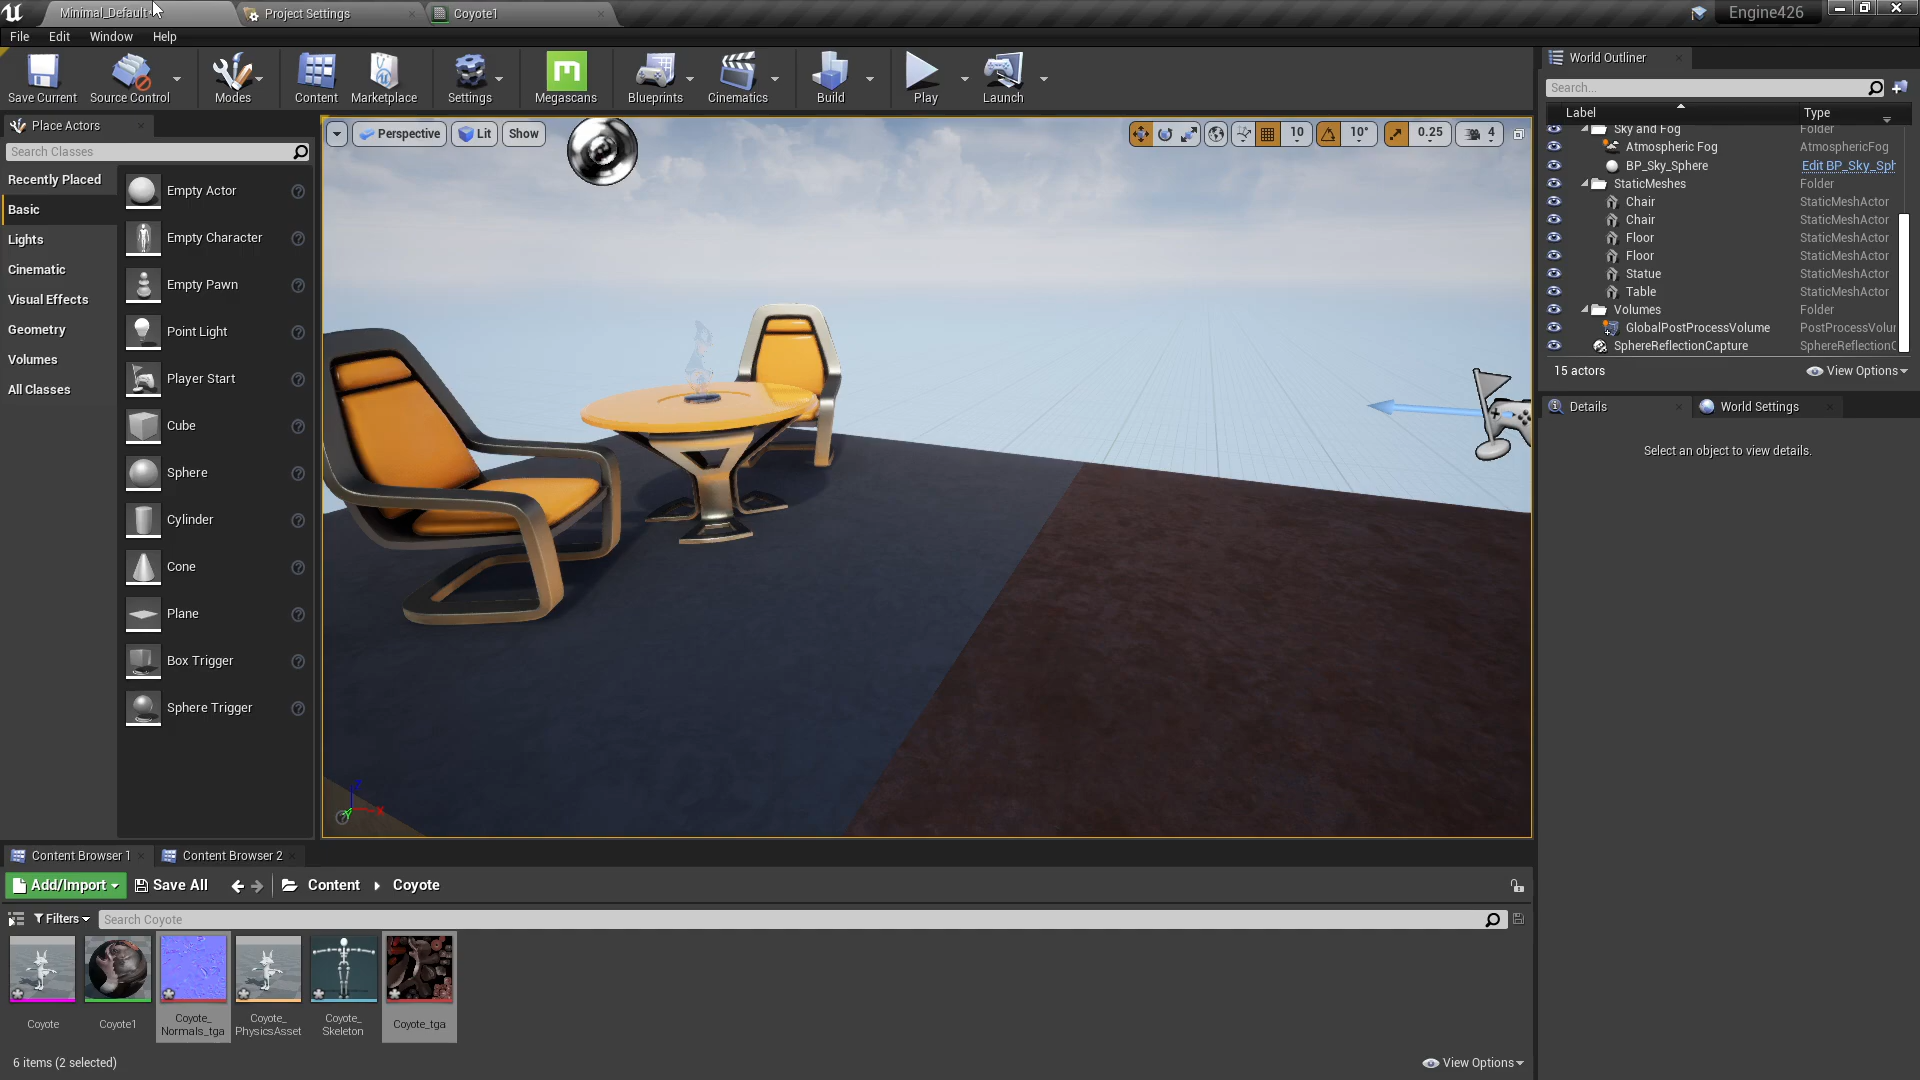 Minimal_Default
Project Settings
Coyote1
Engine426
File
Edit
Window
Help
Save Current
Source Control
Modes
Content
Marketplace
Settings
Megascans
Blueprints
Cinematics
Build
Play
Launch
Place Actors
Search Classes
Recently Placed
Basic
Lights
Cinematic
Visual Effects
Geometry
Volumes
All Classes
Empty Actor
Empty Character
Empty Pawn
Point Light
Player Start
Cube
Sphere
Cylinder
Cone
Plane
Box Trigger
Sphere Trigger
Perspective
Lit
Show
10
10°
0.25
4
World Outliner
Search...
Label
Type
Sky and Fog
Folder
Atmospheric Fog
AtmosphericFog
BP_Sky_Sphere
Edit BP_Sky_Sph
StaticMeshes
Folder
Chair
StaticMeshActor
Chair
StaticMeshActor
Floor
StaticMeshActor
Floor
StaticMeshActor
Statue
StaticMeshActor
Table
StaticMeshActor
Volumes
Folder
GlobalPostProcessVolume
PostProcessVolu
SphereReflectionCapture
SphereReflectionC
15 actors
View Options
Details
World Settings
Select an object to view details.
Content Browser 1
Content Browser 2
Add/Import
Save All
Content
Coyote
Filters
Search Coyote
Coyote
Coyote1
Coyote_
Normals_tga
Coyote_
PhysicsAsset
Coyote_
Skeleton
Coyote_tga
6 items (2 selected)
View Options